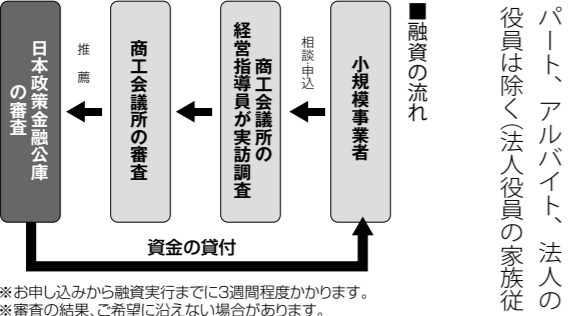 パート、アルバイト、法人の
役員は除く(法人役員の家族従
■融資の流れ
小規模事業者
相談・申込
商工会議所の
経営指導員が実訪調査
商工会議所の審査
推薦
日本政策金融公庫
の審査
資金の貸付
※お申し込みから融資実行までに3週間程度かかります。
※審査の結果、ご希望に沿えない場合があります。